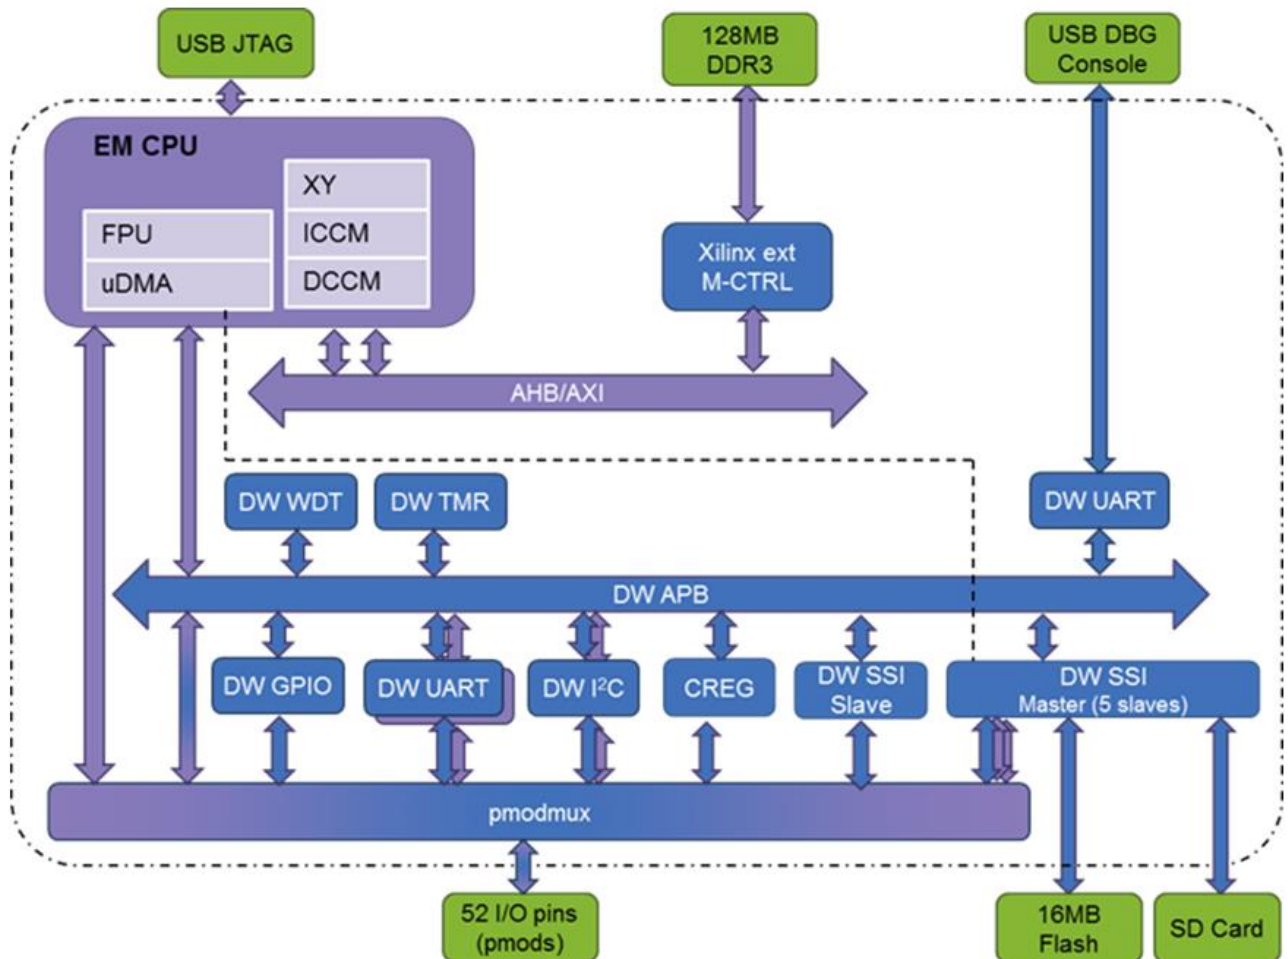 USB JTAG
128MB
DDR3
USB DBG
Console
EM CPU
XY
FPU
ICCM
uDMA
DCCM
Xilinx ext
M-CTRL
AHB/AXI
DW WDT
DW TMR
DW UART
DW APB
DW GPIO
DW UART
DW I²C
CREG
DW SSI
Slave
DW SSI
Master (5 slaves)
pmodmux
52 I/O pins
(pmods)
16MB
Flash
SD Card